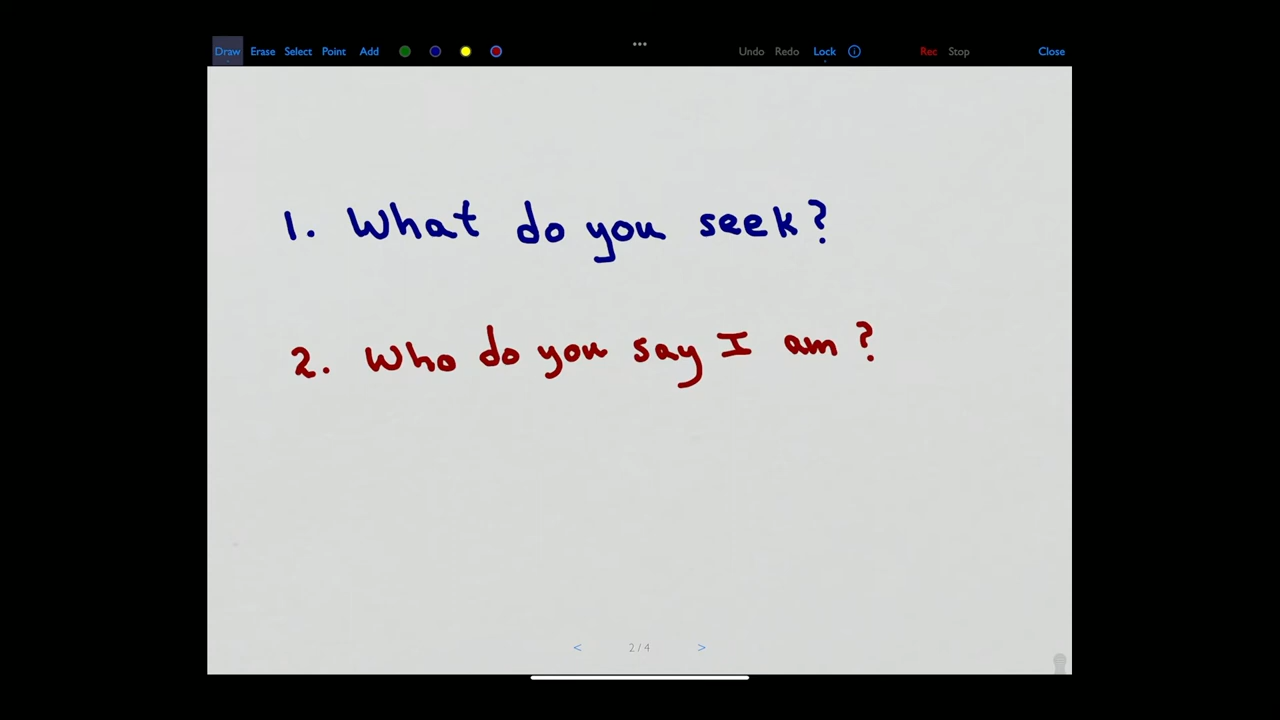 Draw Erase Select Point Add ••• Undo Redo Lock Rec Stop Close
1. What do you seek?
2. Who do you say I am?
< 2/4 >